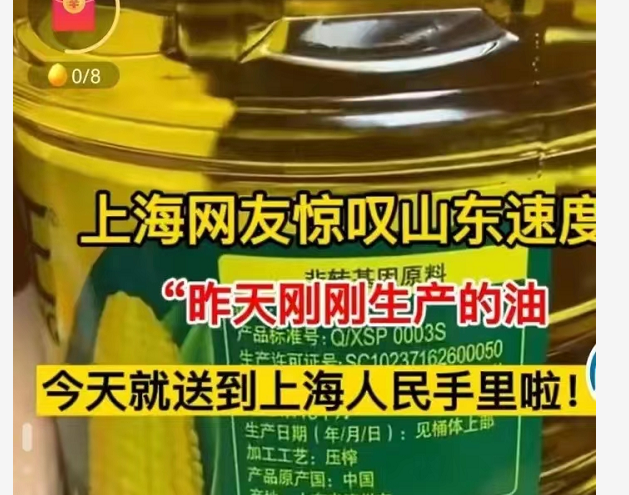 0/8
上海网友惊叹山东速度
非转基因原料
“昨天刚刚生产的油
产品标准号：Q/XSP 0003S
生产许可证号：SC10237162600050
今天就送到上海人民手里啦！
生产日期（年/月/日）：见桶体上部
加工工艺：压榨
产品原产国：中国